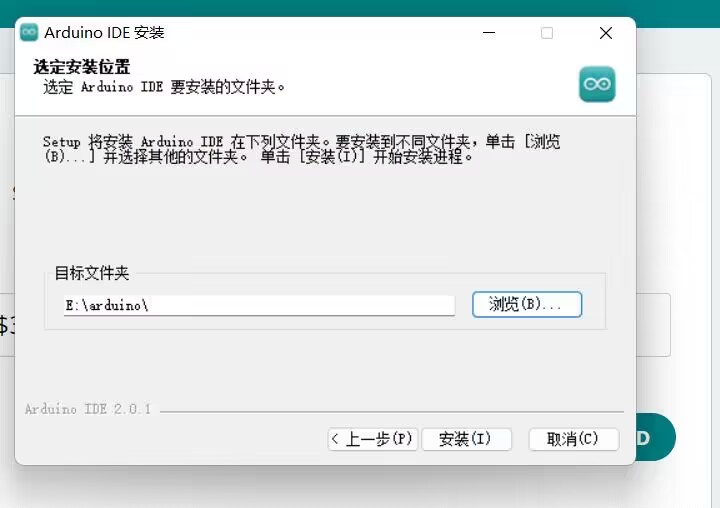 Arduino IDE 安装
选定安装位置
选定 Arduino IDE 要安装的文件夹。
Setup 将安装 Arduino IDE 在下列文件夹。要安装到不同文件夹，单击 [浏览
(B)...] 并选择其他的文件夹。 单击 [安装(I)] 开始安装进程。
目标文件夹
E:\arduino\
浏览(B)...
Arduino IDE 2.0.1
< 上一步(P)
安装(I)
取消(C)